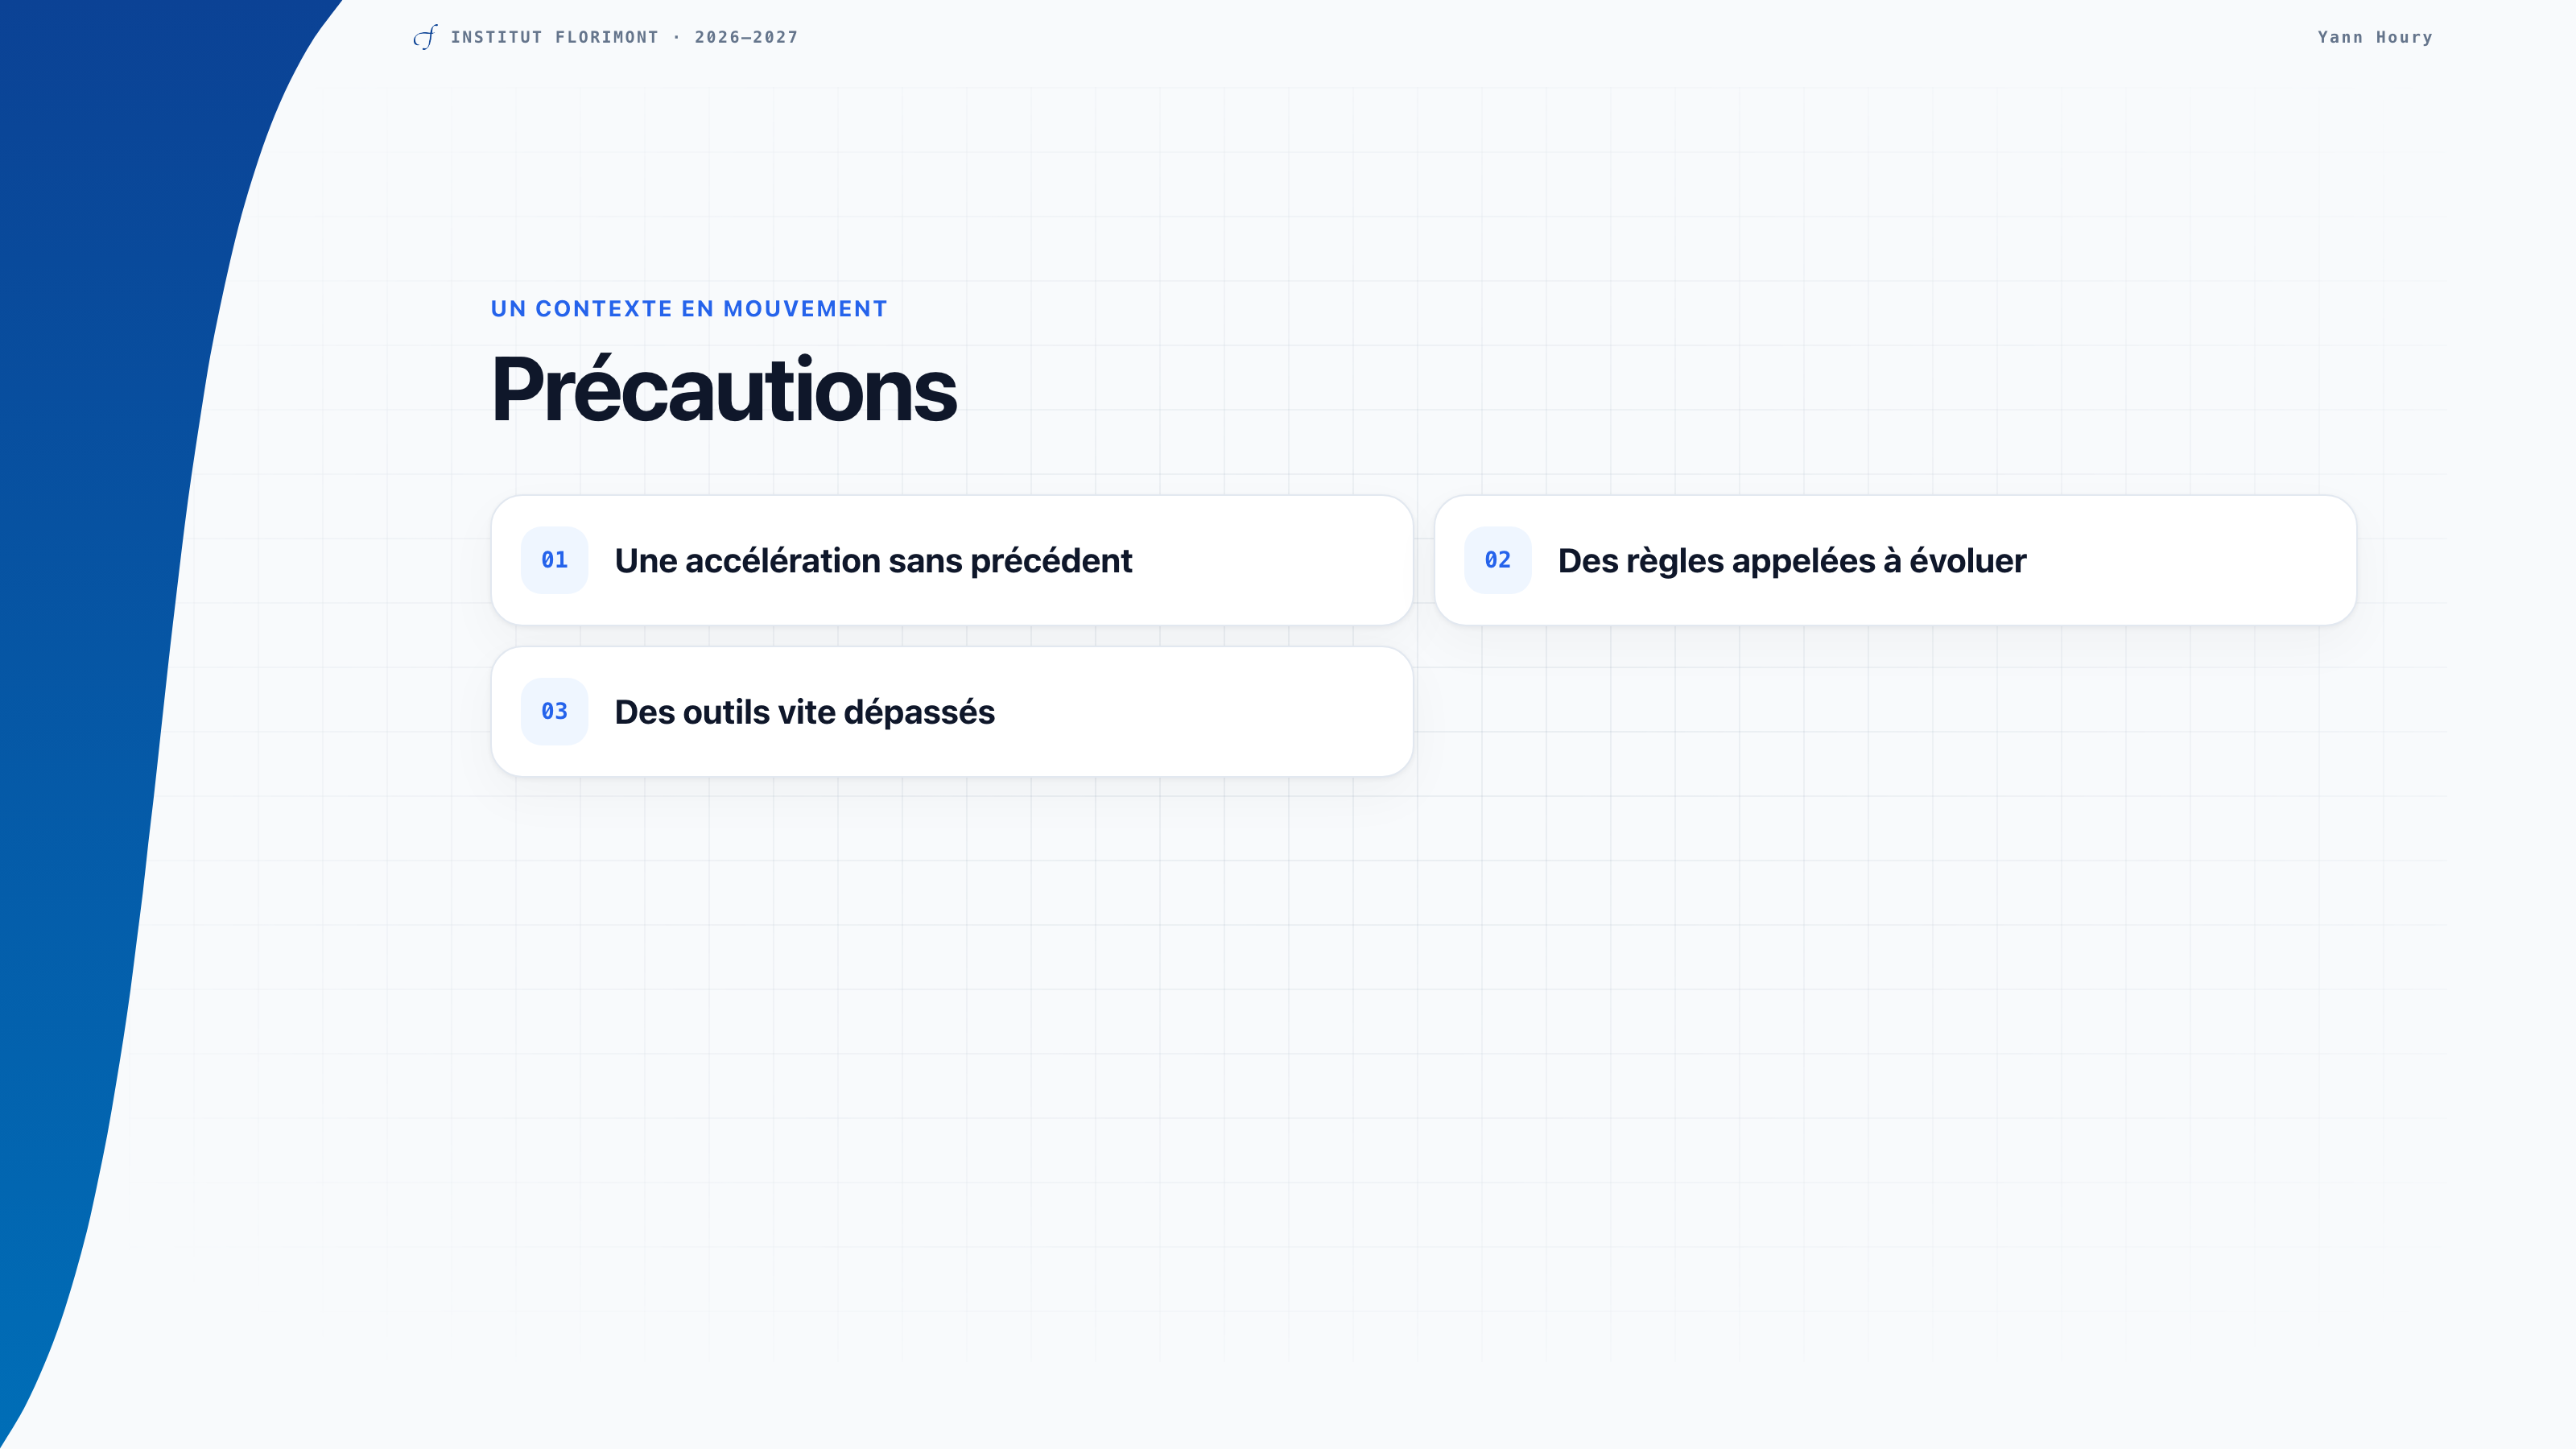 INSTITUT FLORIMONT · 2026–2027
Yann Houry
UN CONTEXTE EN MOUVEMENT
Précautions
01 Une accélération sans précédent
02 Des règles appelées à évoluer
03 Des outils vite dépassés